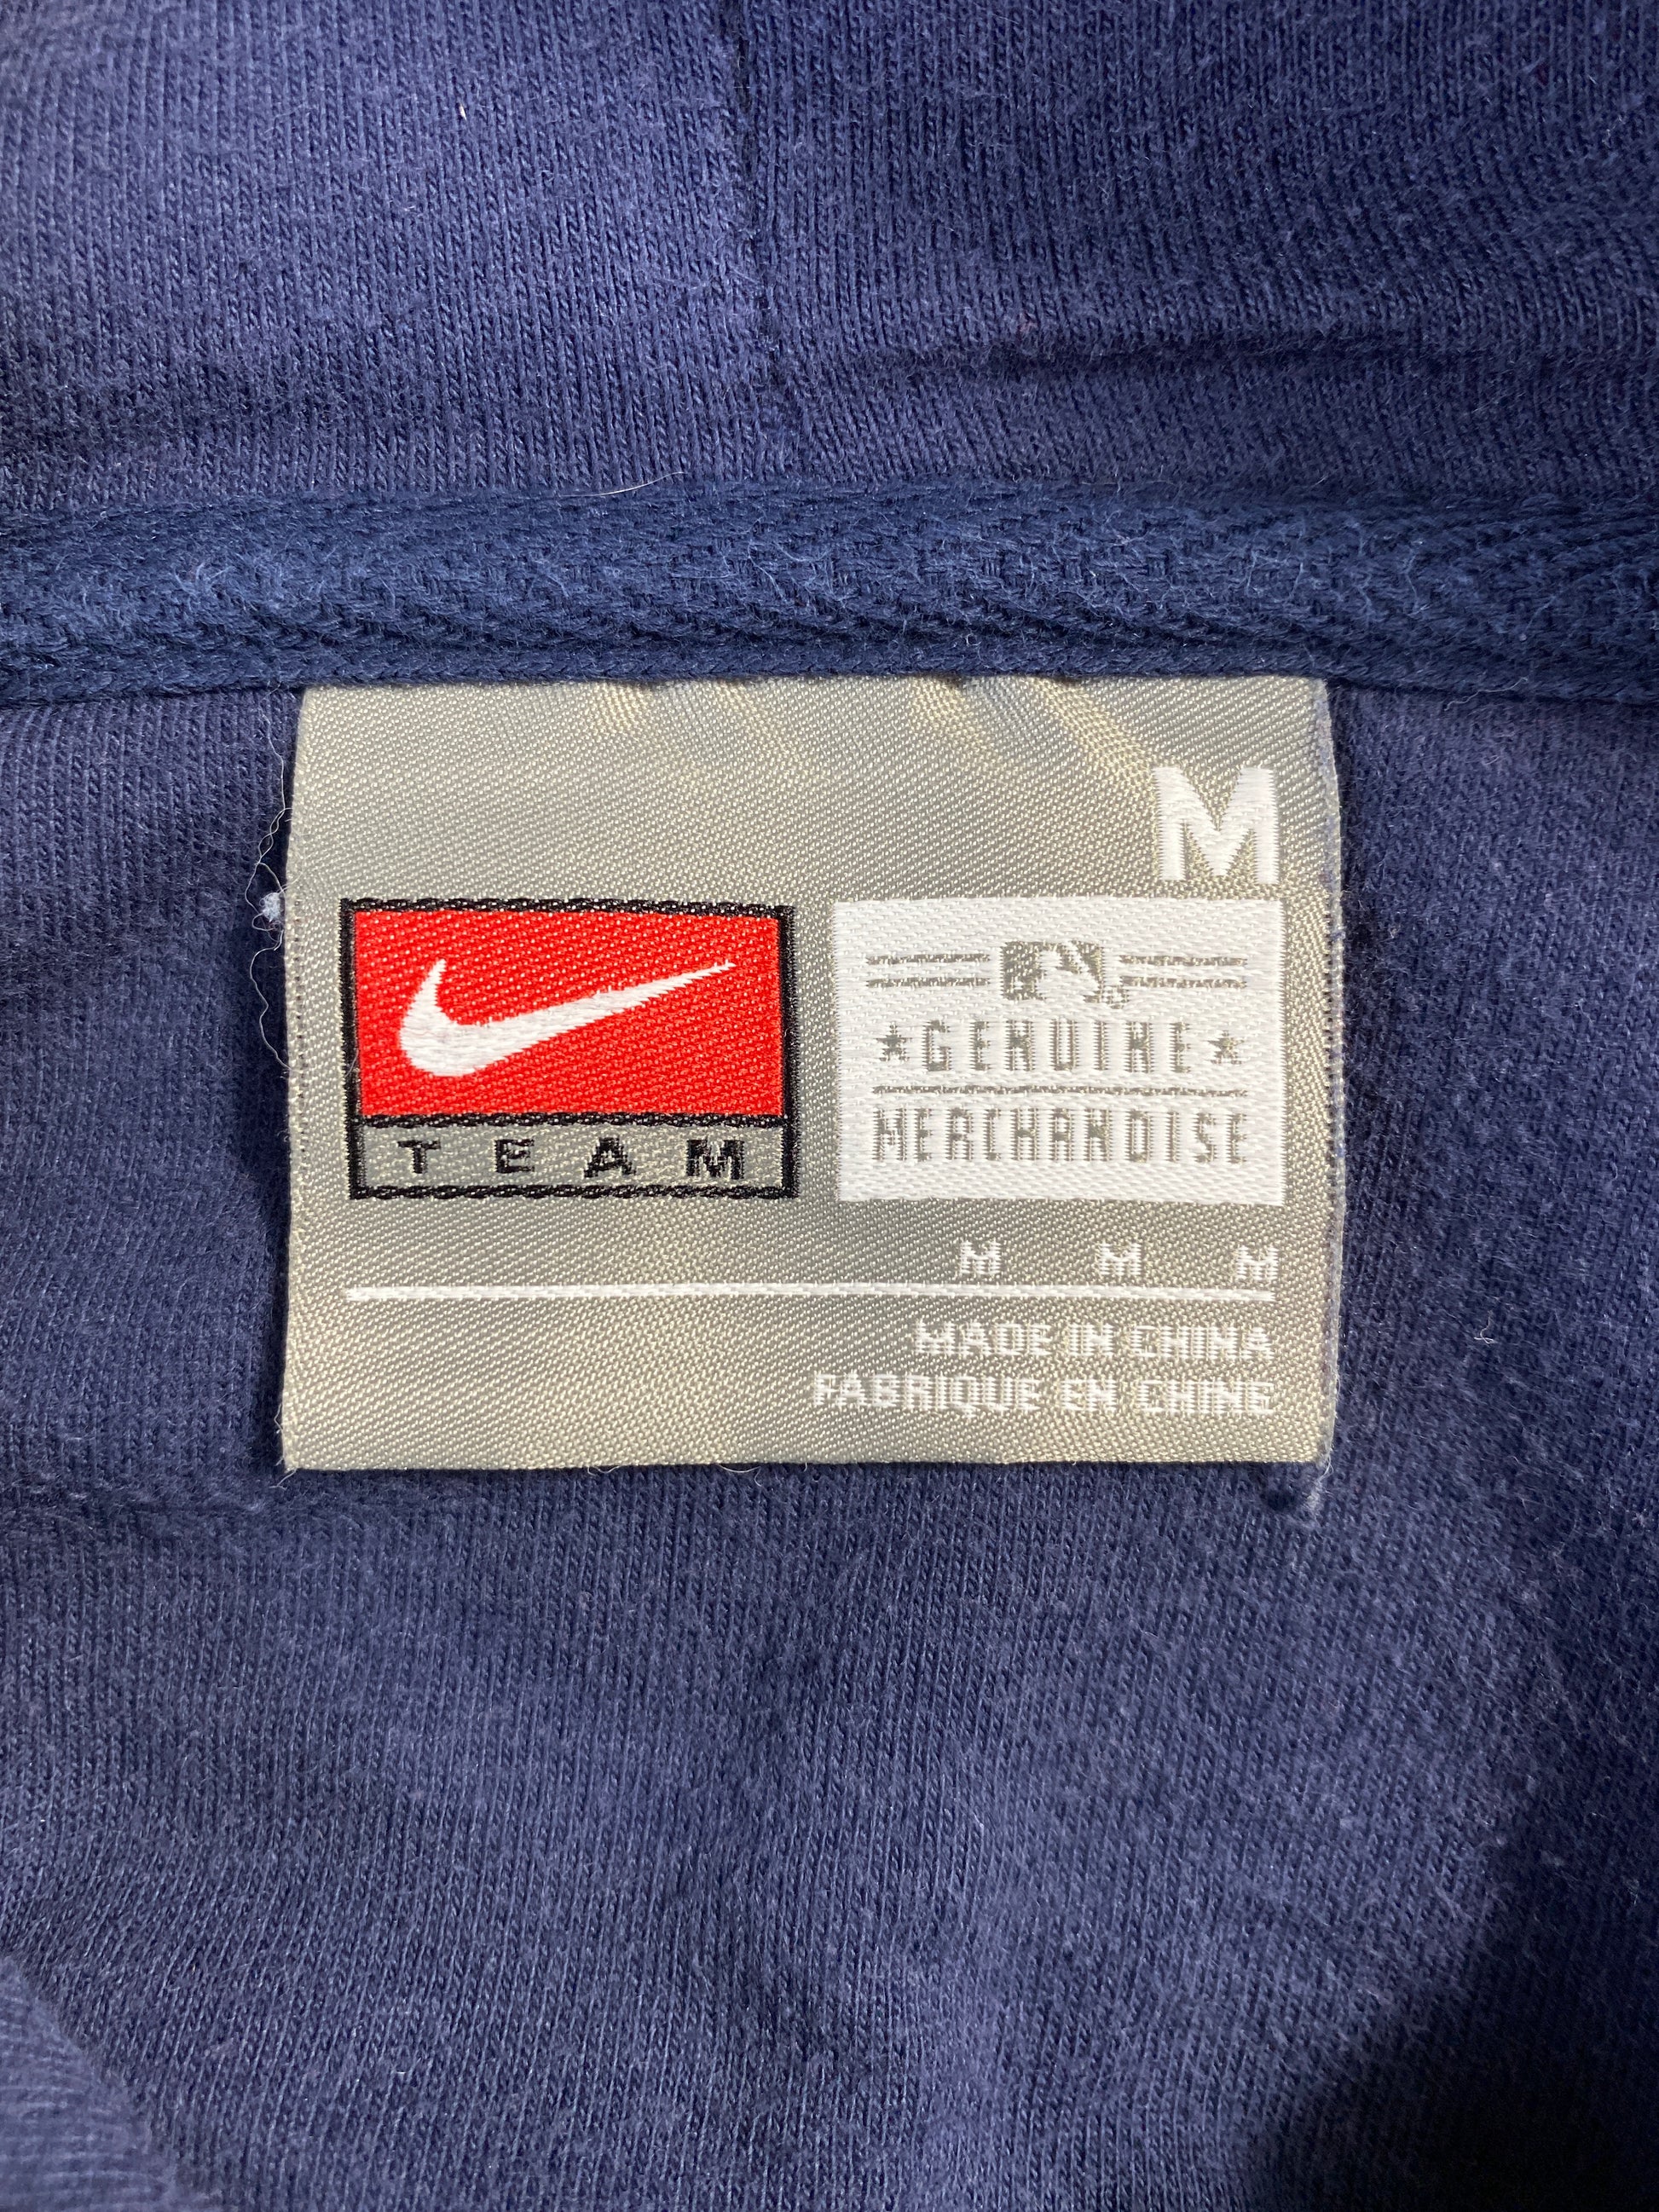 M
TEAM
GENUINE
MERCHANDISE
M M M
MADE IN CHINA
FABRIQUE EN CHINE